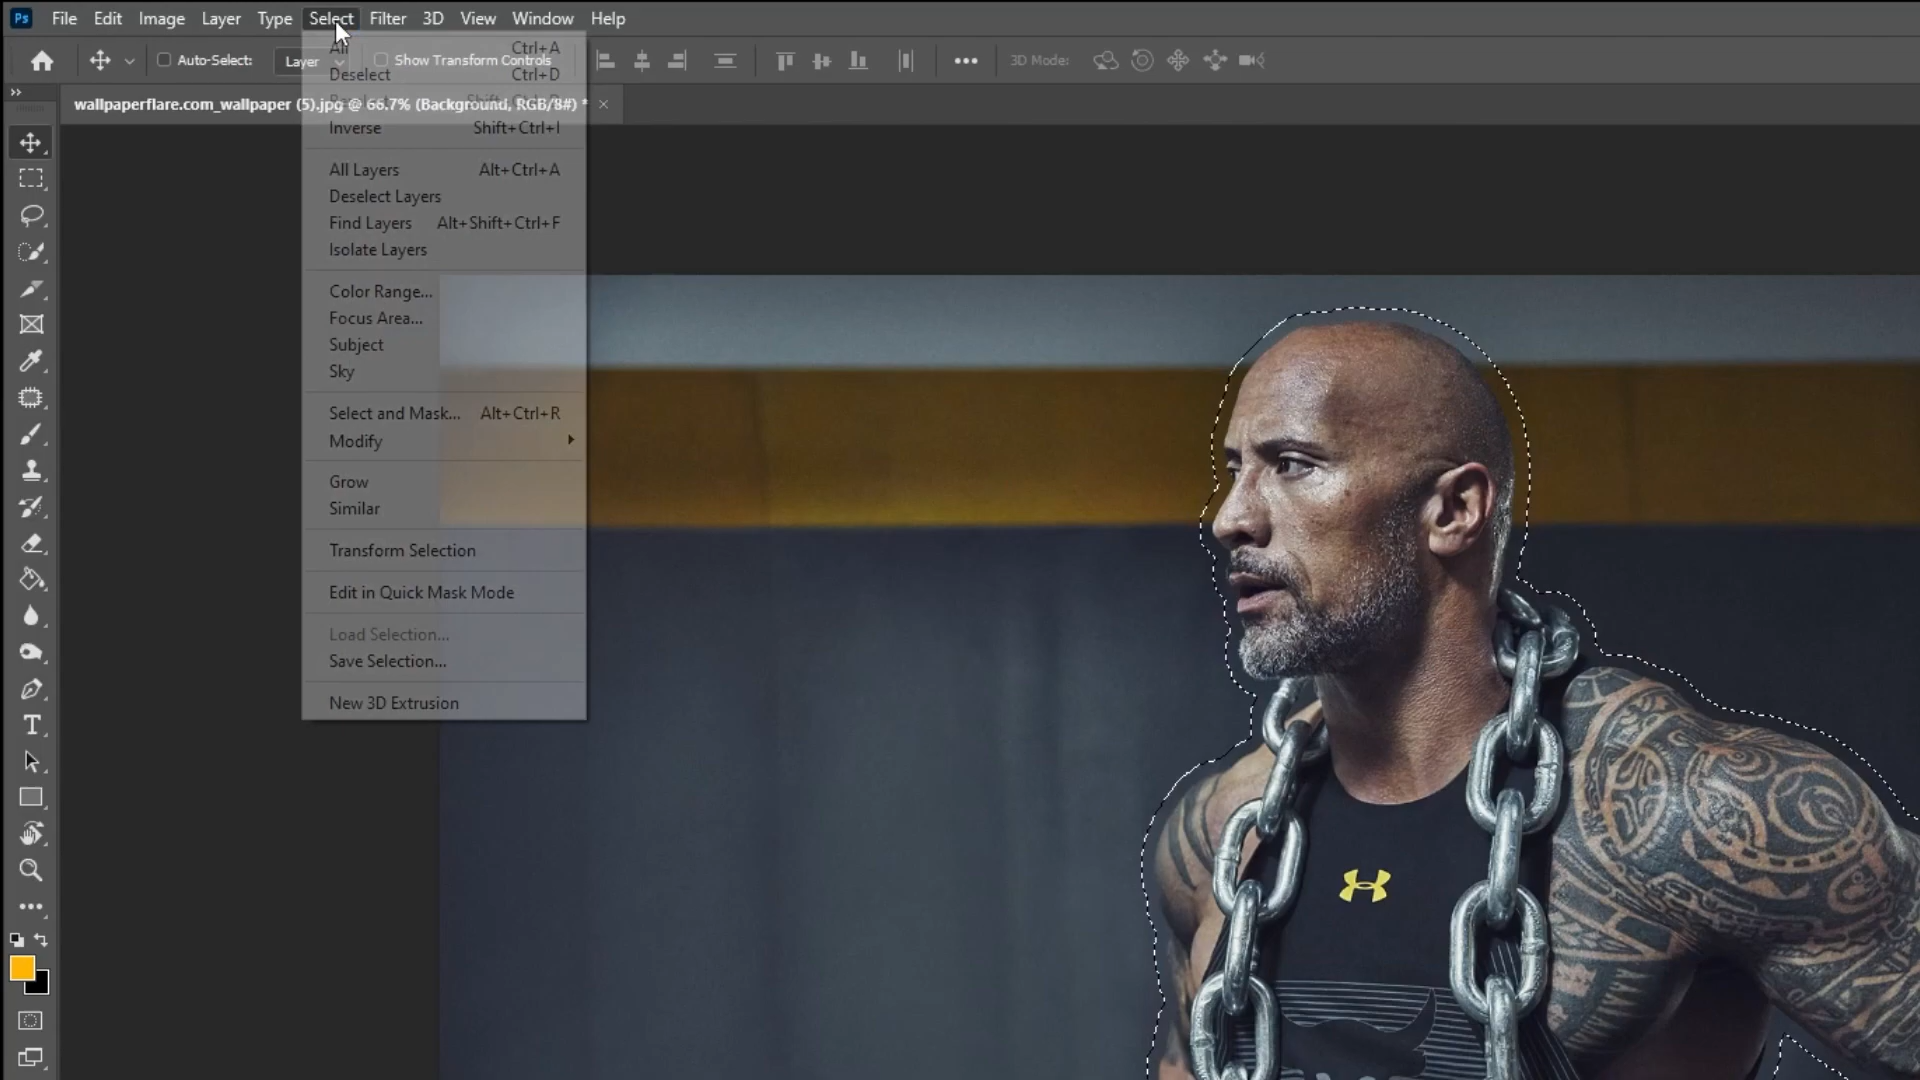 Ps File Edit Image Layer Type Select Filter 3D View Window Help
Auto-Select: Layer Show Transform Controls 3D Mode:
wallpaperflare.com_wallpaper (5).jpg @ 66.7% (Background, RGB/8#) *
All Ctrl+A
Deselect Ctrl+D
Inverse Shift+Ctrl+I
All Layers Alt+Ctrl+A
Deselect Layers
Find Layers Alt+Shift+Ctrl+F
Isolate Layers
Color Range...
Focus Area...
Subject
Sky
Select and Mask... Alt+Ctrl+R
Modify
Grow
Similar
Transform Selection
Edit in Quick Mask Mode
Load Selection...
Save Selection...
New 3D Extrusion